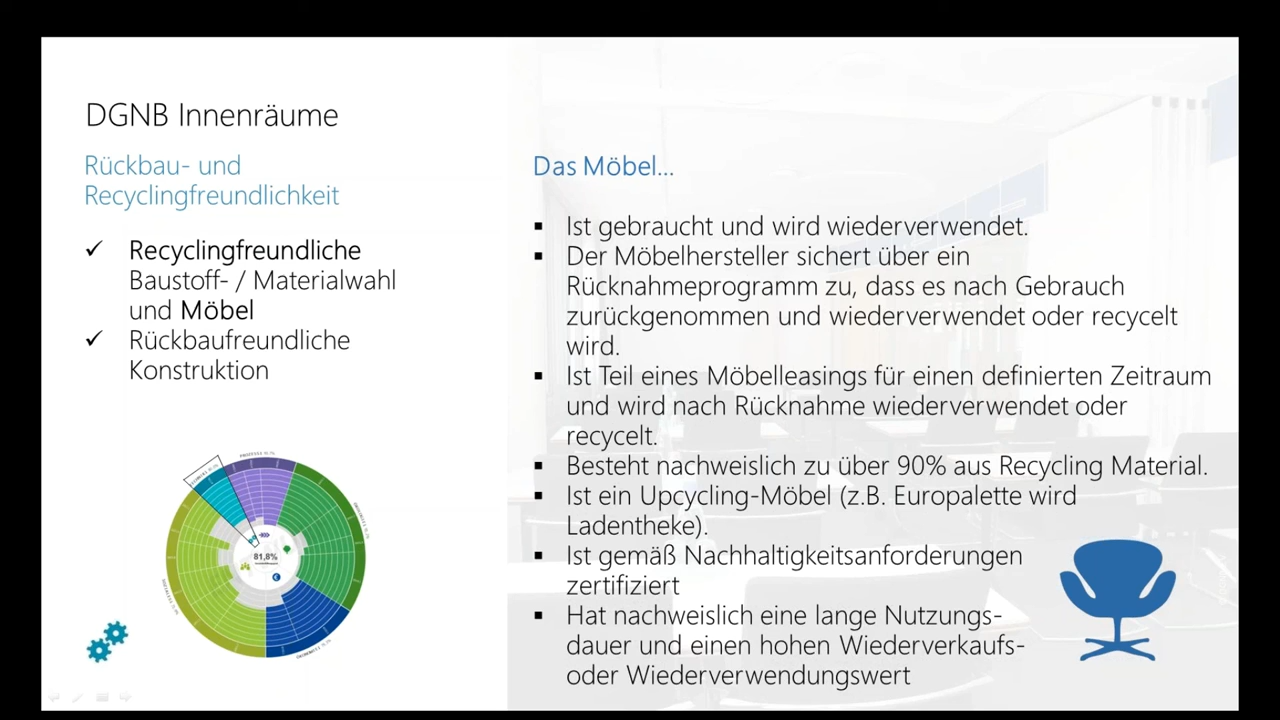 DGNB Innenräume
Rückbau- und
Recyclingfreundlichkeit
Recyclingfreundliche
Baustoff- / Materialwahl
und Möbel
Rückbaufreundliche
Konstruktion
81,8%
Das Möbel...
Ist gebraucht und wird wiederverwendet.
Der Möbelhersteller sichert über ein
Rücknahmeprogramm zu, dass es nach Gebrauch
zurückgenommen und wiederverwendet oder recycelt
wird.
Ist Teil eines Möbelleasings für einen definierten Zeitraum
und wird nach Rücknahme wiederverwendet oder
recycelt.
Besteht nachweislich zu über 90% aus Recycling Material.
Ist ein Upcycling-Möbel (z.B. Europalette wird
Ladentheke).
Ist gemäß Nachhaltigkeitsanforderungen
zertifiziert
Hat nachweislich eine lange Nutzungs-
dauer und einen hohen Wiederverkaufs-
oder Wiederverwendungswert